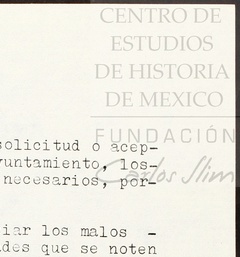 CENTRO DE
ESTUDIOS
DE HISTORIA
DE MEXICO
FUNDACIÓN
Carlos Slim
solicitud o acep-
yuntamiento, los-
necesarios, por-
iar los malos -
ades que se noten